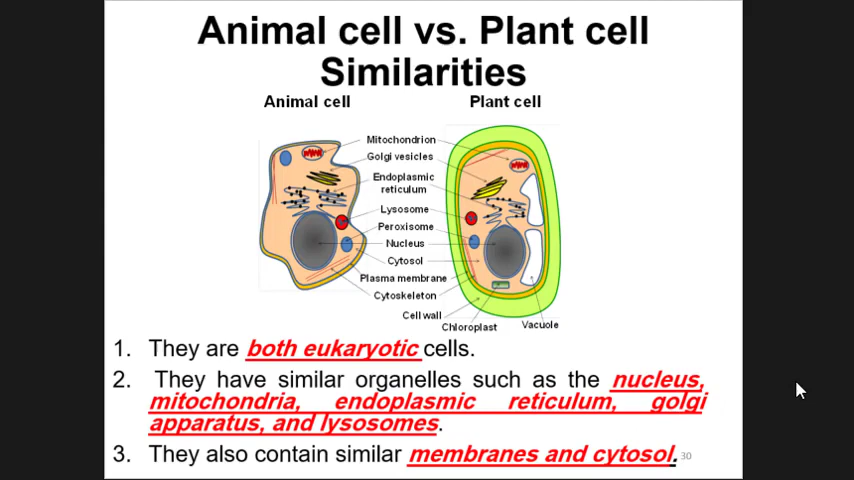 Animal cell vs. Plant cell
Similarities
Animal cell
Plant cell
Mitochondrion
Golgi vesicles
Endoplasmic
reticulum
Lysosome
Peroxisome
Nucleus
Cytosol
Plasma membrane
Cytoskeleton
Cell wall
Chloroplast
Vacuole
1. They are both eukaryotic cells.
2. They have similar organelles such as the nucleus,
mitochondria, endoplasmic reticulum, golgi
apparatus, and lysosomes.
3. They also contain similar membranes and cytosol.
30